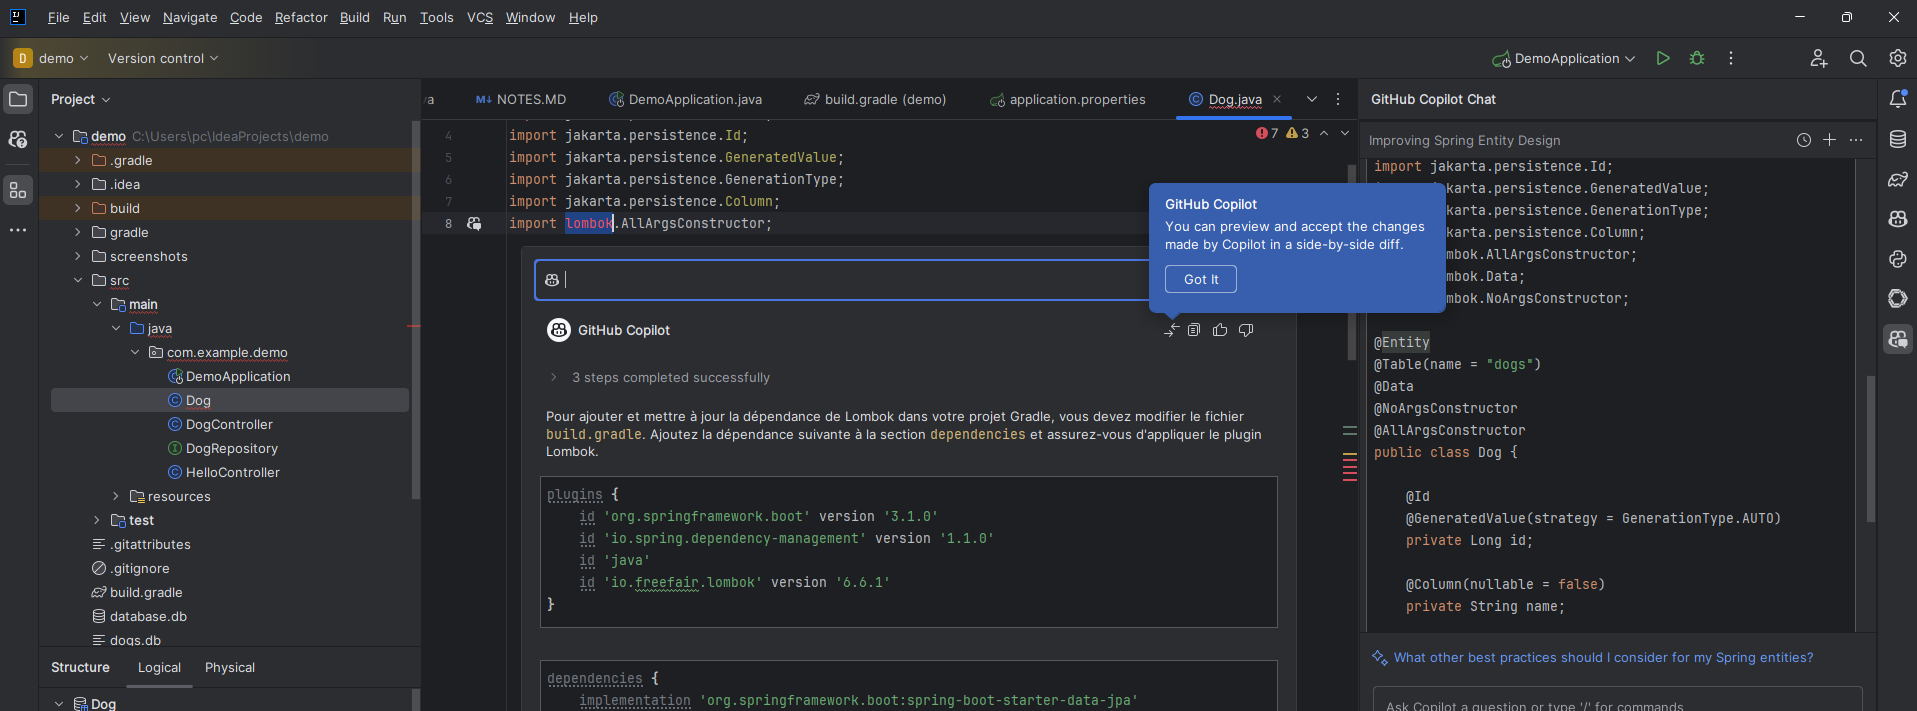 File Edit View Navigate Code Refactor Build Run Tools VCS Window Help
D demo Version control DemoApplication
Project
demo C:\Users\pc\IdeaProjects\demo
.gradle
.idea
build
gradle
screenshots
src
main
java
com.example.demo
DemoApplication
Dog
DogController
DogRepository
HelloController
resources
test
.gitattributes
.gitignore
build.gradle
database.db
dogs.db
Structure Logical Physical
Dog
va NOTES.MD DemoApplication.java build.gradle (demo) application.properties Dog.java
7 3
4 import jakarta.persistence.Id;
5 import jakarta.persistence.GeneratedValue;
6 import jakarta.persistence.GenerationType;
7 import jakarta.persistence.Column;
8 import lombok.AllArgsConstructor;
GitHub Copilot
3 steps completed successfully
Pour ajouter et mettre à jour la dépendance de Lombok dans votre projet Gradle, vous devez modifier le fichier
build.gradle. Ajoutez la dépendance suivante à la section dependencies et assurez-vous d'appliquer le plugin
Lombok.
plugins {
id 'org.springframework.boot' version '3.1.0'
id 'io.spring.dependency-management' version '1.1.0'
id 'java'
id 'io.freefair.lombok' version '6.6.1'
}
dependencies {
implementation 'org.springframework.boot:spring-boot-starter-data-jpa'
GitHub Copilot
You can preview and accept the changes
made by Copilot in a side-by-side diff.
Got It
GitHub Copilot Chat
Improving Spring Entity Design
import jakarta.persistence.Id;
jakarta.persistence.GeneratedValue;
jakarta.persistence.GenerationType;
jakarta.persistence.Column;
mbok.AllArgsConstructor;
mbok.Data;
mbok.NoArgsConstructor;
@Entity
@Table(name = "dogs")
@Data
@NoArgsConstructor
@AllArgsConstructor
public class Dog {
@Id
@GeneratedValue(strategy = GenerationType.AUTO)
private Long id;
@Column(nullable = false)
private String name;
What other best practices should I consider for my Spring entities?
Ask Copilot a question or type '/' for commands